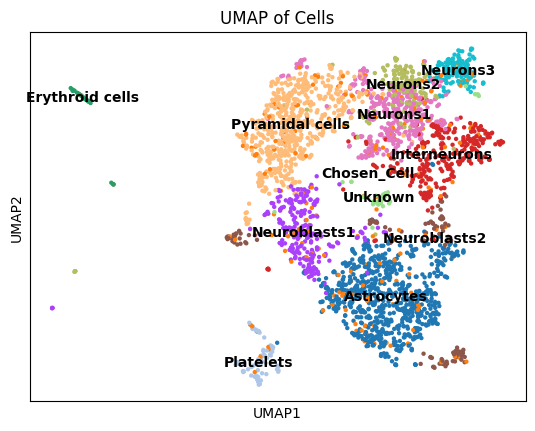 UMAP of Cells
Neurons3
Neurons2
Erythroid cells
Neurons1
Pyramidal cells
Interneurons
Chosen_Cell
Unknown
Neuroblasts1
Neuroblasts2
Astrocytes
Platelets
UMAP2
UMAP1